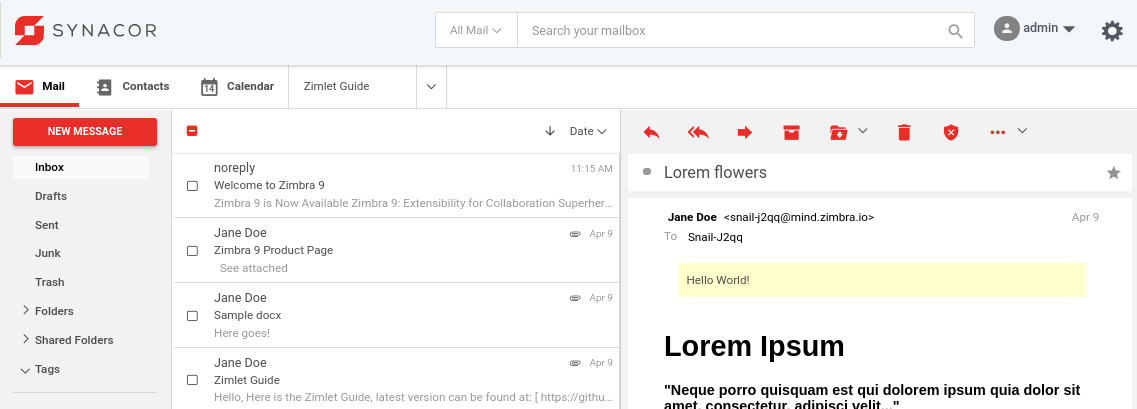 SYNACOR
All Mail
Search your mailbox
admin
Mail
Contacts
14
Calendar
Zimlet Guide
NEW MESSAGE
Inbox
Drafts
Sent
Junk
Trash
Folders
Shared Folders
Tags
Date
noreply
11:15 AM
Welcome to Zimbra 9
Zimbra 9 is Now Available Zimbra 9: Extensibility for Collaboration Superher...
Jane Doe
Apr 9
Zimbra 9 Product Page
See attached
Jane Doe
Apr 9
Sample docx
Here goes!
Jane Doe
Apr 9
Zimlet Guide
Hello, Here is the Zimlet Guide, latest version can be found at: [ https://githu...
Lorem flowers
Jane Doe <snail-j2qq@mind.zimbra.io>
Apr 9
To Snail-J2qq
Hello World!
Lorem Ipsum
"Neque porro quisquam est qui dolorem ipsum quia dolor sit
amet, consectetur, adipisci velit..."